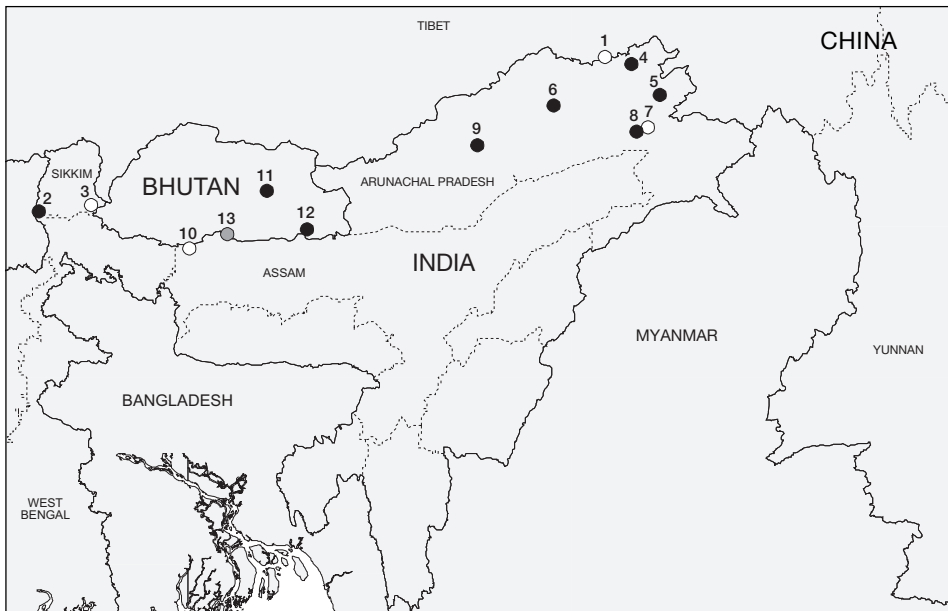 TIBET
CHINA
1
4
5
6
7
8
9
SIKKIM
BHUTAN
11
ARUNACHAL PRADESH
2
3
13
12
10
INDIA
ASSAM
MYANMAR
YUNNAN
BANGLADESH
WEST
BENGAL